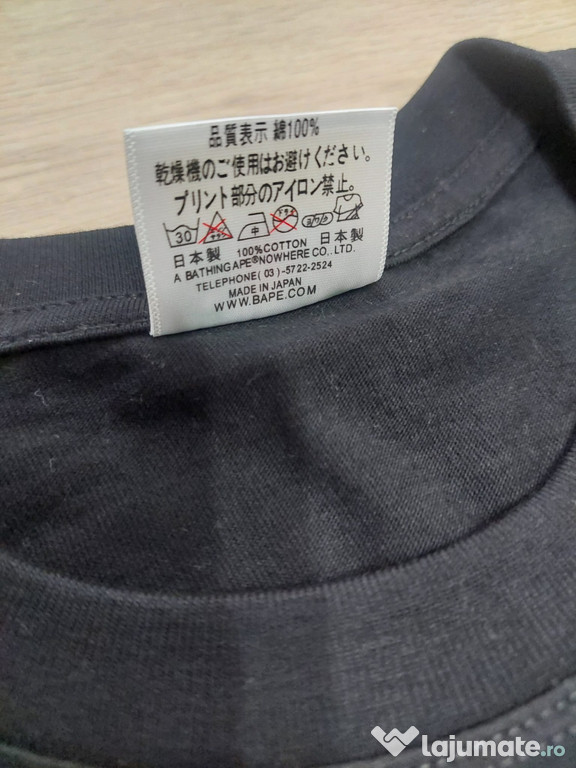 品質表示 綿100%
乾燥機のご使用はお避けください。
プリント部分のアイロン禁止。
30 中
日本製 100%COTTON 日本製
A BATHINGAPE®NOWHERE CO., LTD.
TELEPHONE(03)-5722-2524
MADE IN JAPAN
WWW.BAPE.COM
lajumate.ro